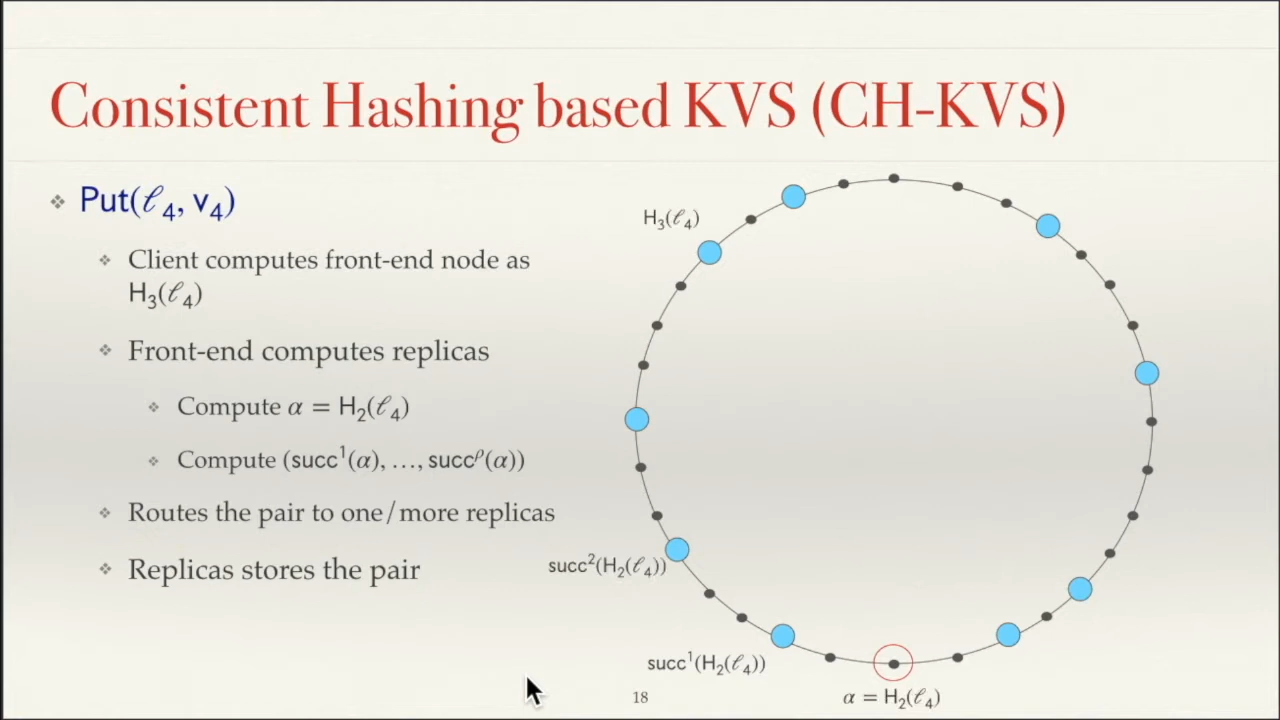 Consistent Hashing based KVS (CH-KVS)
Put(ℓ₄, v₄)
Client computes front-end node as
H₃(ℓ₄)
Front-end computes replicas
Compute α = H₂(ℓ₄)
Compute (succ¹(α), …, succᵖ(α))
Routes the pair to one/more replicas
Replicas stores the pair
H₃(ℓ₄)
succ²(H₂(ℓ₄))
succ¹(H₂(ℓ₄))
α = H₂(ℓ₄)
18